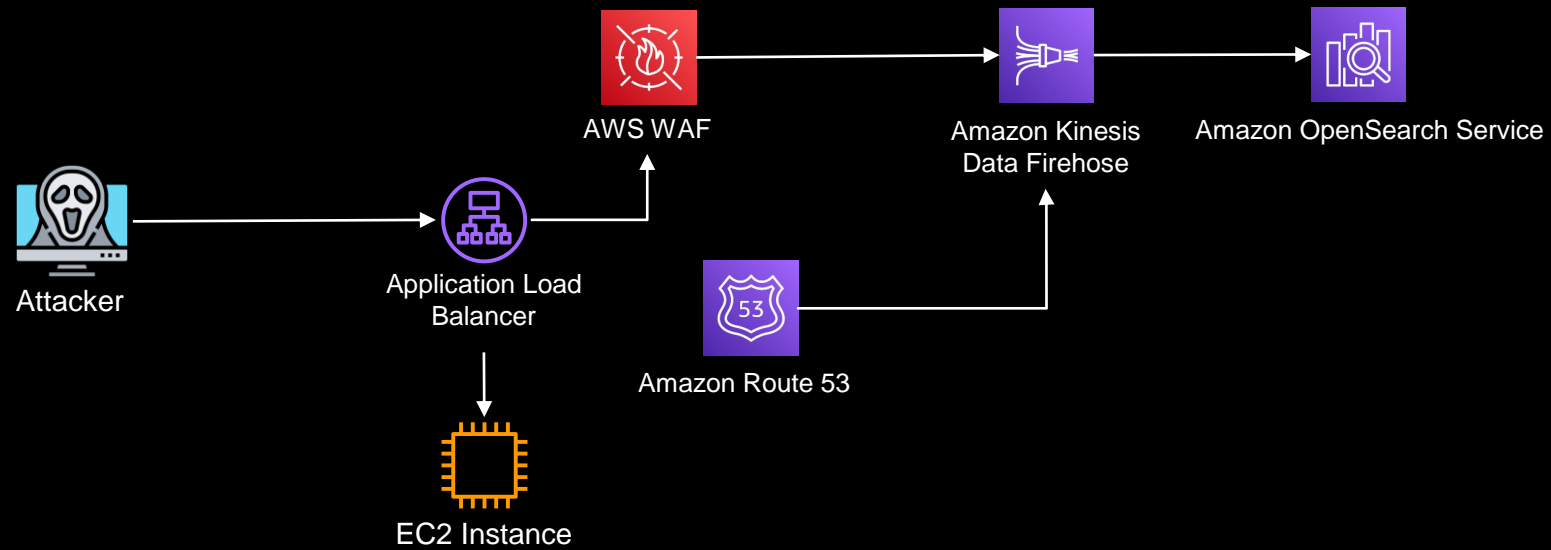 AWS WAF
Amazon Kinesis
Data Firehose
Amazon OpenSearch Service
Attacker
Application Load
Balancer
53
Amazon Route 53
EC2 Instance